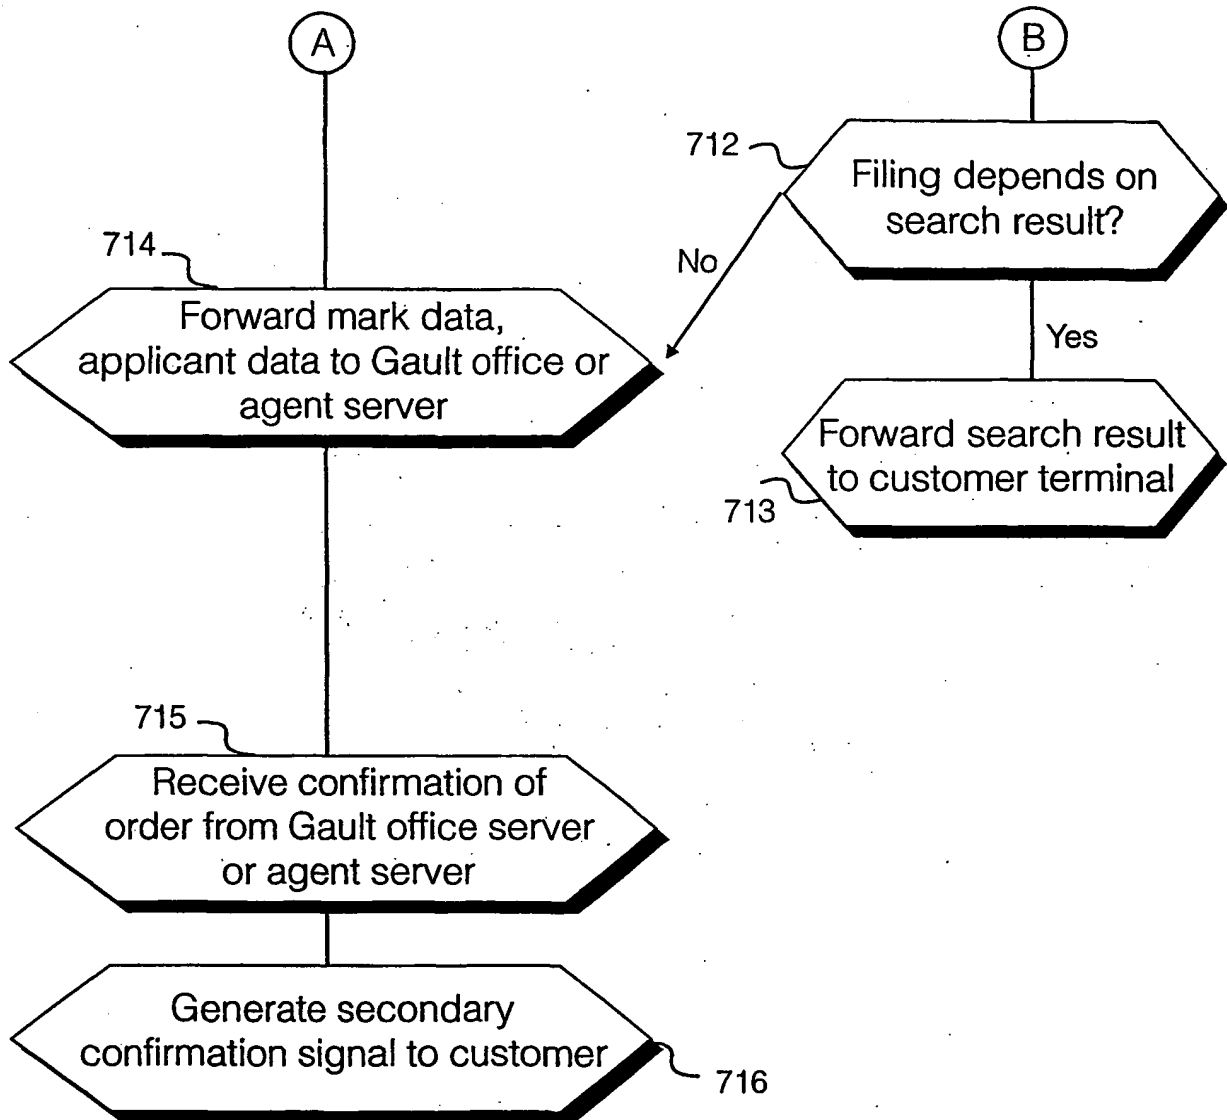 A
B
712
Filing depends on
search result?
No
Yes
714
Forward mark data,
applicant data to Gault office or
agent server
Forward search result
to customer terminal
713
715
Receive confirmation of
order from Gault office server
or agent server
Generate secondary
confirmation signal to customer
716